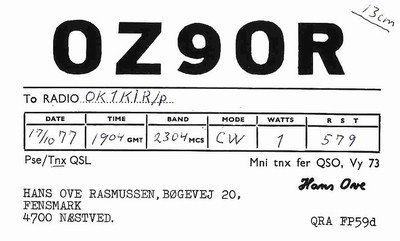 13cm
OZ9OR
To RADIO OK1KIR/p
DATE TIME BAND MODE WATTS R S T
17/10 77 1904 GMT 2304 MCS CW 1 579
Pse/Tnx QSL Mni tnx fer QSO, Vy 73
Hans Ove
HANS OVE RASMUSSEN, BØGEVEJ 20,
FENSMARK
4700 NÆSTVED. QRA FP59d